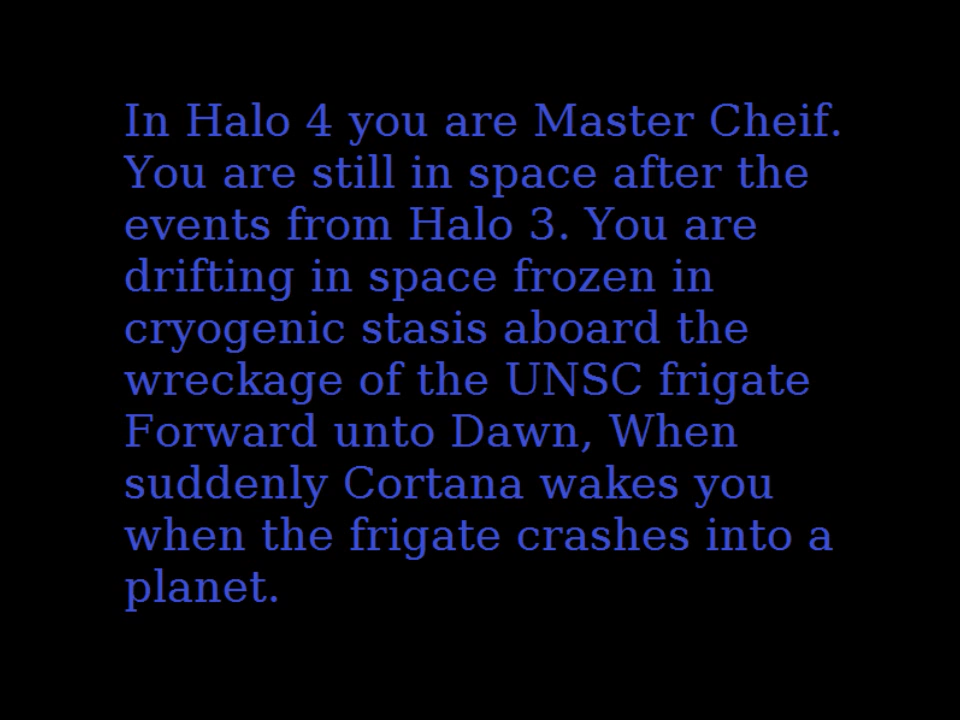 In Halo 4 you are Master Cheif.
You are still in space after the
events from Halo 3. You are
drifting in space frozen in
cryogenic stasis aboard the
wreckage of the UNSC frigate
Forward unto Dawn, When
suddenly Cortana wakes you
when the frigate crashes into a
planet.